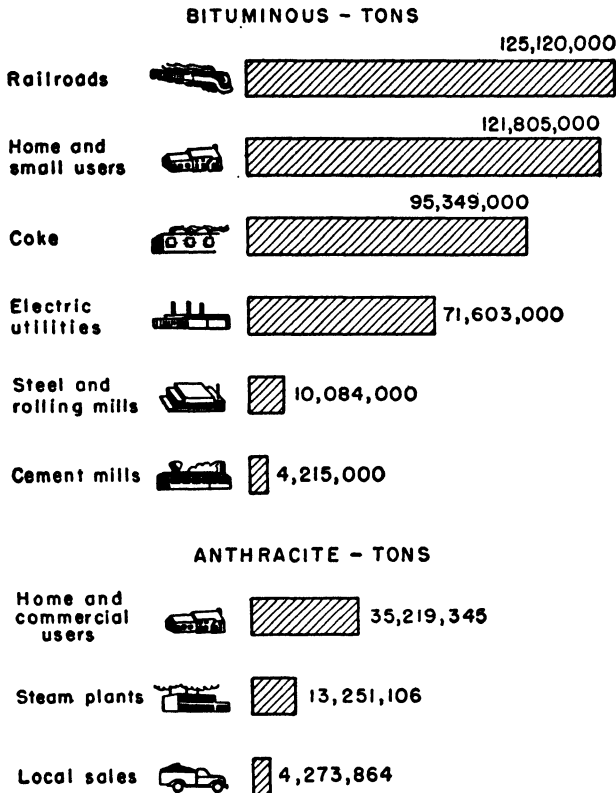 BITUMINOUS - TONS
125,120,000
Railroads
121,805,000
Home and
small users
95,349,000
Coke
Electric
utilities
71,603,000
Steel and
rolling mills
10,084,000
Cement mills
4,215,000
ANTHRACITE - TONS
Home and
commercial
users
35,219,345
Steam plants
13,251,106
Local sales
4,273,864